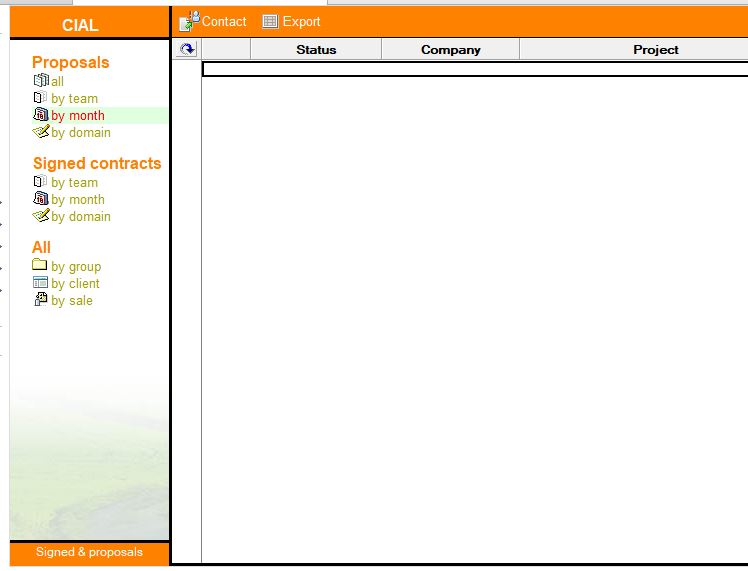 CIAL
Contact Export
Status Company Project
Proposals
all
by team
by month
by domain
Signed contracts
by team
by month
by domain
All
by group
by client
by sale
Signed & proposals